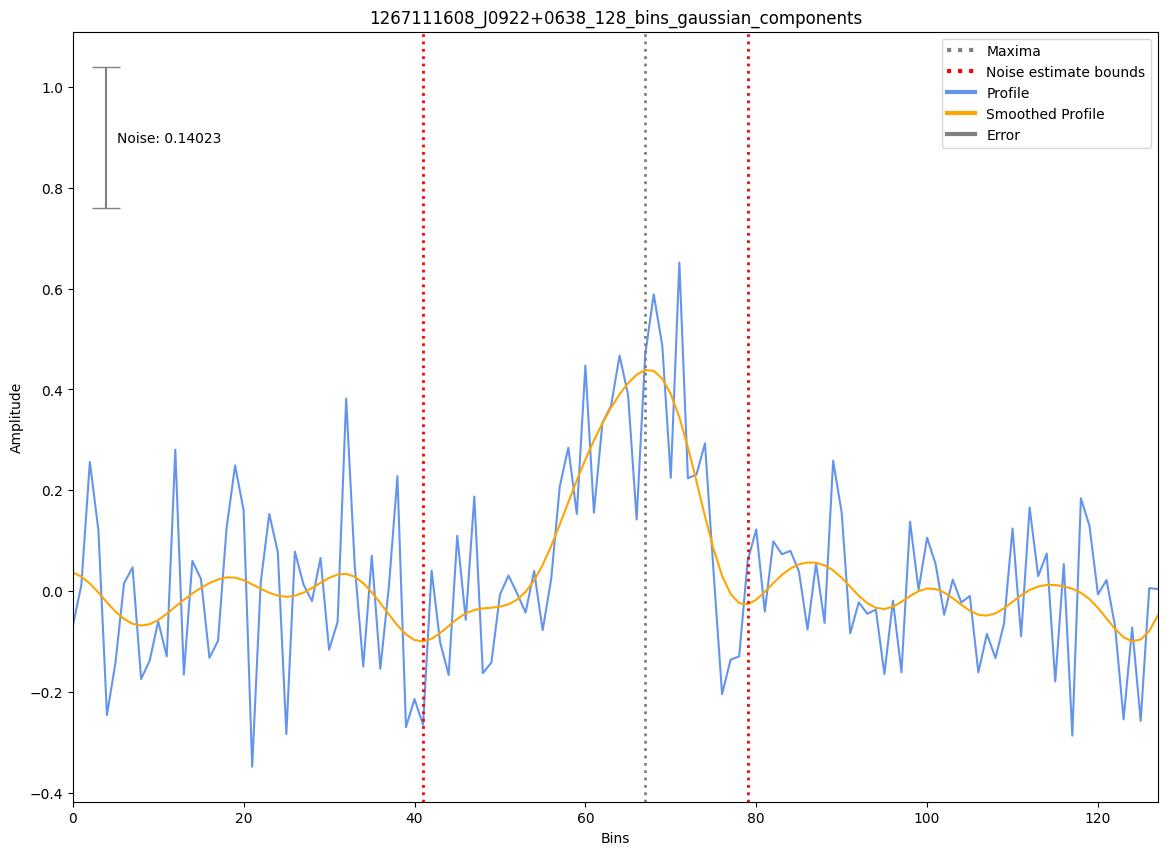 1267111608_J0922+0638_128_bins_gaussian_components
Maxima
Noise estimate bounds
Profile
Smoothed Profile
Error
Noise: 0.14023
Amplitude
1.0
0.8
0.6
0.4
0.2
0.0
−0.2
−0.4
0 20 40 60 80 100 120
Bins